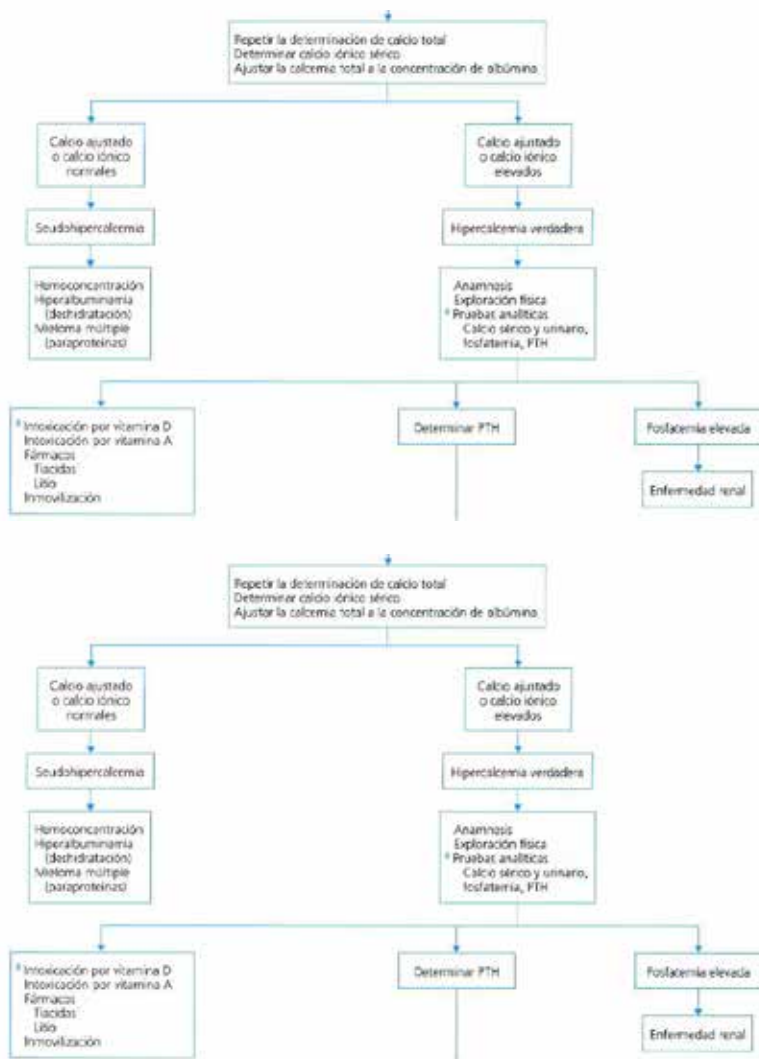 Repetir la determinación de calcio total
Determinar calcio iónico sérico
Ajustar la calcemia total a la concentración de albúmina
Calcio ajustado
o calcio iónico
normales
Calcio ajustado
o calcio iónico
elevados
Seudohipercalcemia
Hipercalcemia verdadera
Hemoconcentración
Hiperalbuminemia
(deshidratación)
Mieloma múltiple
(paraproteínas)
Anamnesis
Exploración física
Pruebas analíticas
Calcio sérico y urinario,
fosfatemia, PTH
Intoxicación por vitamina D
Intoxicación por vitamina A
Fármacos
Tiacidas
Litio
Inmovilización
Determinar PTH
Fosfatemia elevada
Enfermedad renal
Repetir la determinación de calcio total
Determinar calcio iónico sérico
Ajustar la calcemia total a la concentración de albúmina
Calcio ajustado
o calcio iónico
normales
Calcio ajustado
o calcio iónico
elevados
Seudohipercalcemia
Hipercalcemia verdadera
Hemoconcentración
Hiperalbuminemia
(deshidratación)
Mieloma múltiple
(paraproteínas)
Anamnesis
Exploración física
Pruebas analíticas
Calcio sérico y urinario,
fosfatemia, PTH
Intoxicación por vitamina D
Intoxicación por vitamina A
Fármacos
Tiacidas
Litio
Inmovilización
Determinar PTH
Fosfatemia elevada
Enfermedad renal